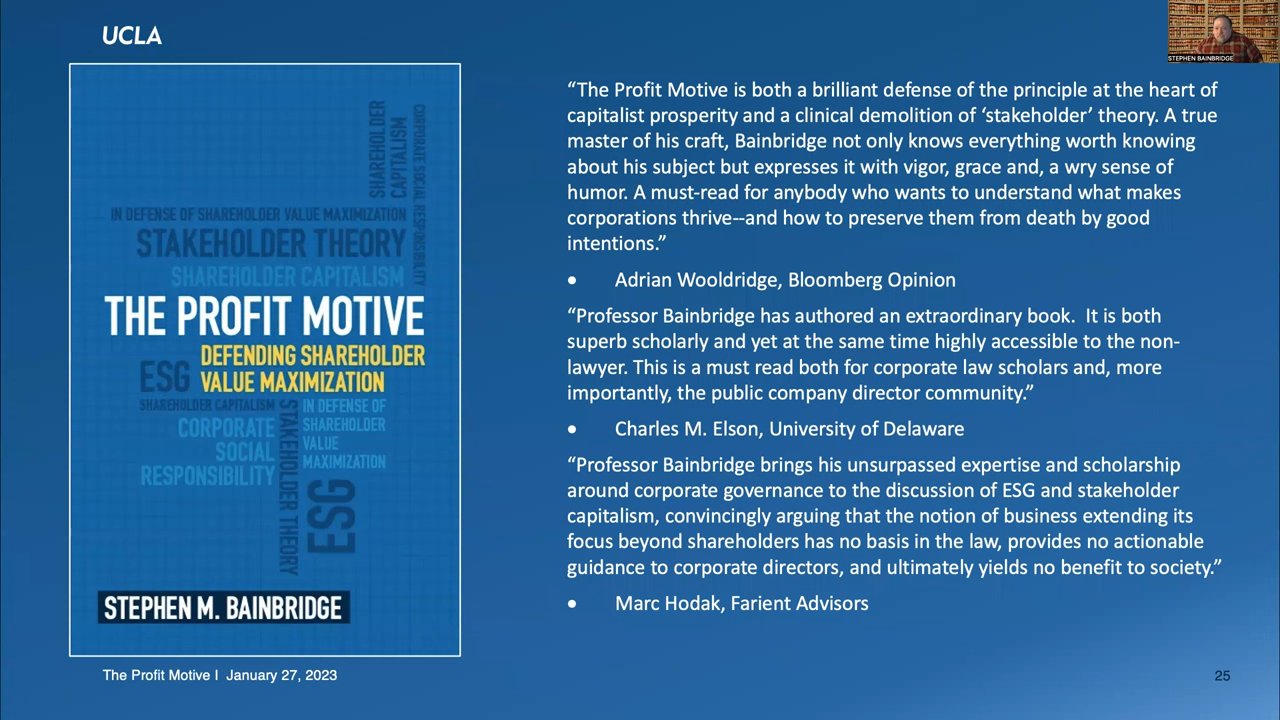 UCLA
STEPHEN BAINBRIDGE
SHAREHOLDER
CAPITALISM
CORPORATE SOCIAL RESPONSIBILITY
IN DEFENSE OF SHAREHOLDER VALUE MAXIMIZATION
STAKEHOLDER THEORY
SHAREHOLDER CAPITALISM
THE PROFIT MOTIVE
DEFENDING SHAREHOLDER
VALUE MAXIMIZATION
ESG
SHAREHOLDER CAPITALISM
STAKEHOLDER THEORY
IN DEFENSE OF
SHAREHOLDER
VALUE
MAXIMIZATION
CORPORATE
SOCIAL
RESPONSIBILITY
ESG
STEPHEN M. BAINBRIDGE
“The Profit Motive is both a brilliant defense of the principle at the heart of
capitalist prosperity and a clinical demolition of ‘stakeholder’ theory. A true
master of his craft, Bainbridge not only knows everything worth knowing
about his subject but expresses it with vigor, grace and, a wry sense of
humor. A must-read for anybody who wants to understand what makes
corporations thrive--and how to preserve them from death by good
intentions.”
• Adrian Wooldridge, Bloomberg Opinion
“Professor Bainbridge has authored an extraordinary book.  It is both
superb scholarly and yet at the same time highly accessible to the non-
lawyer. This is a must read both for corporate law scholars and, more
importantly, the public company director community.”
• Charles M. Elson, University of Delaware
“Professor Bainbridge brings his unsurpassed expertise and scholarship
around corporate governance to the discussion of ESG and stakeholder
capitalism, convincingly arguing that the notion of business extending its
focus beyond shareholders has no basis in the law, provides no actionable
guidance to corporate directors, and ultimately yields no benefit to society.”
• Marc Hodak, Farient Advisors
The Profit Motive I  January 27, 2023
25